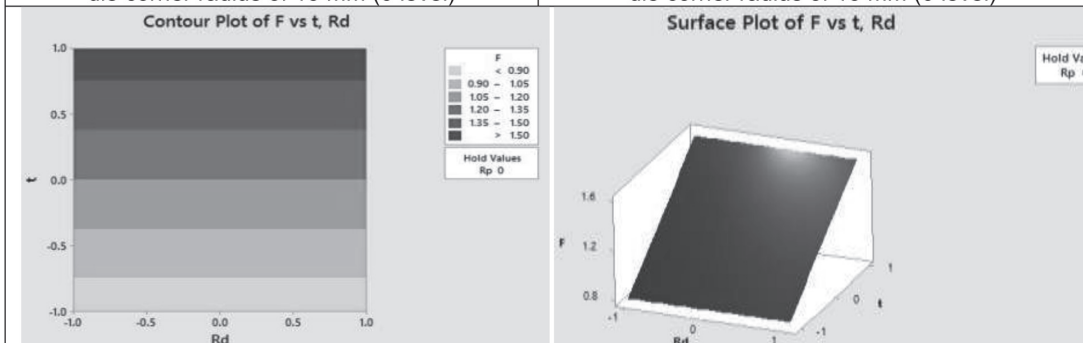 Contour Plot of F vs t, Rd
1.0
0.5
0.0
-0.5
-1.0
t
-1.0 -0.5 0.0 0.5 1.0
Rd
F
< 0.90
0.90 – 1.05
1.05 – 1.20
1.20 – 1.35
1.35 – 1.50
> 1.50
Hold Values
Rp 0
Surface Plot of F vs t, Rd
Hold
Rp
1.6
1.2
0.8
F
-1 0 1
Rd
-1 0 1
t